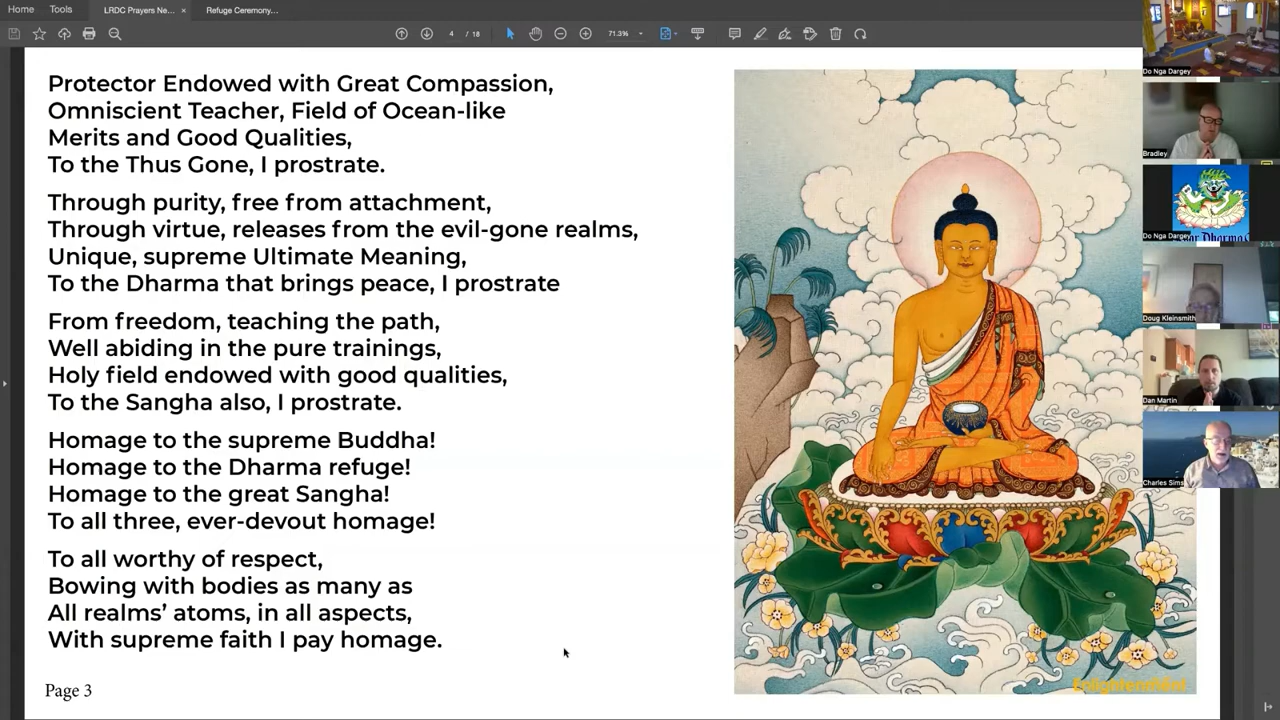 Home Tools LRDC Prayers Ne... × Refuge Ceremony...
4 / 18 71.3%
Protector Endowed with Great Compassion,
Omniscient Teacher, Field of Ocean-like
Merits and Good Qualities,
To the Thus Gone, I prostrate.
Through purity, free from attachment,
Through virtue, releases from the evil-gone realms,
Unique, supreme Ultimate Meaning,
To the Dharma that brings peace, I prostrate
From freedom, teaching the path,
Well abiding in the pure trainings,
Holy field endowed with good qualities,
To the Sangha also, I prostrate.
Homage to the supreme Buddha!
Homage to the Dharma refuge!
Homage to the great Sangha!
To all three, ever-devout homage!
To all worthy of respect,
Bowing with bodies as many as
All realms’ atoms, in all aspects,
With supreme faith I pay homage.
Page 3
Enlightenment
Do Nga Dargey
Bradley
Do Nga Dargey
Doug Kleinsmith
Dan Martin
Charles Sims